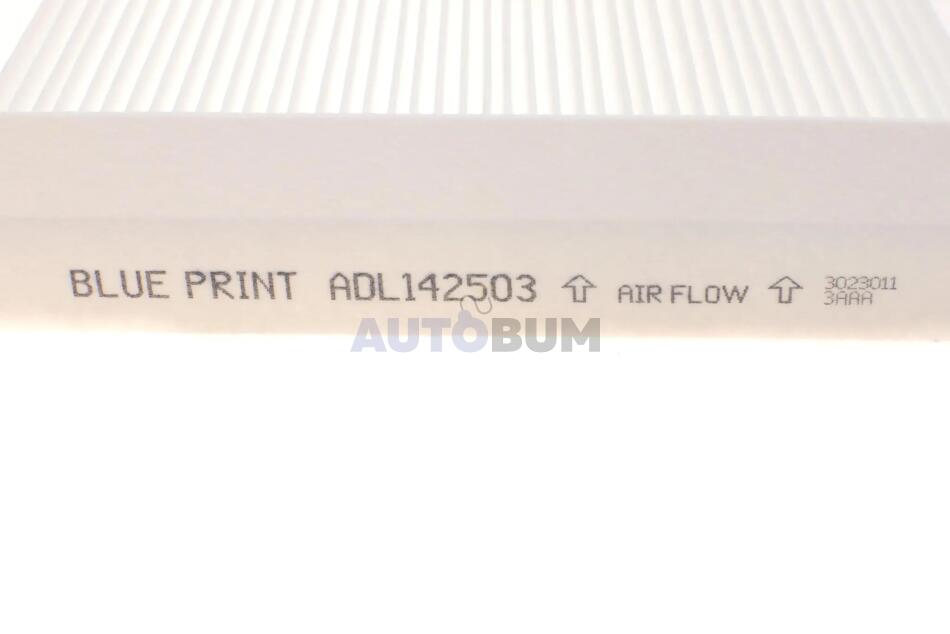 BLUE PRINT ADL142503 ⇧ AIR FLOW ⇧ 3023011
3AAA
AUTOBUM